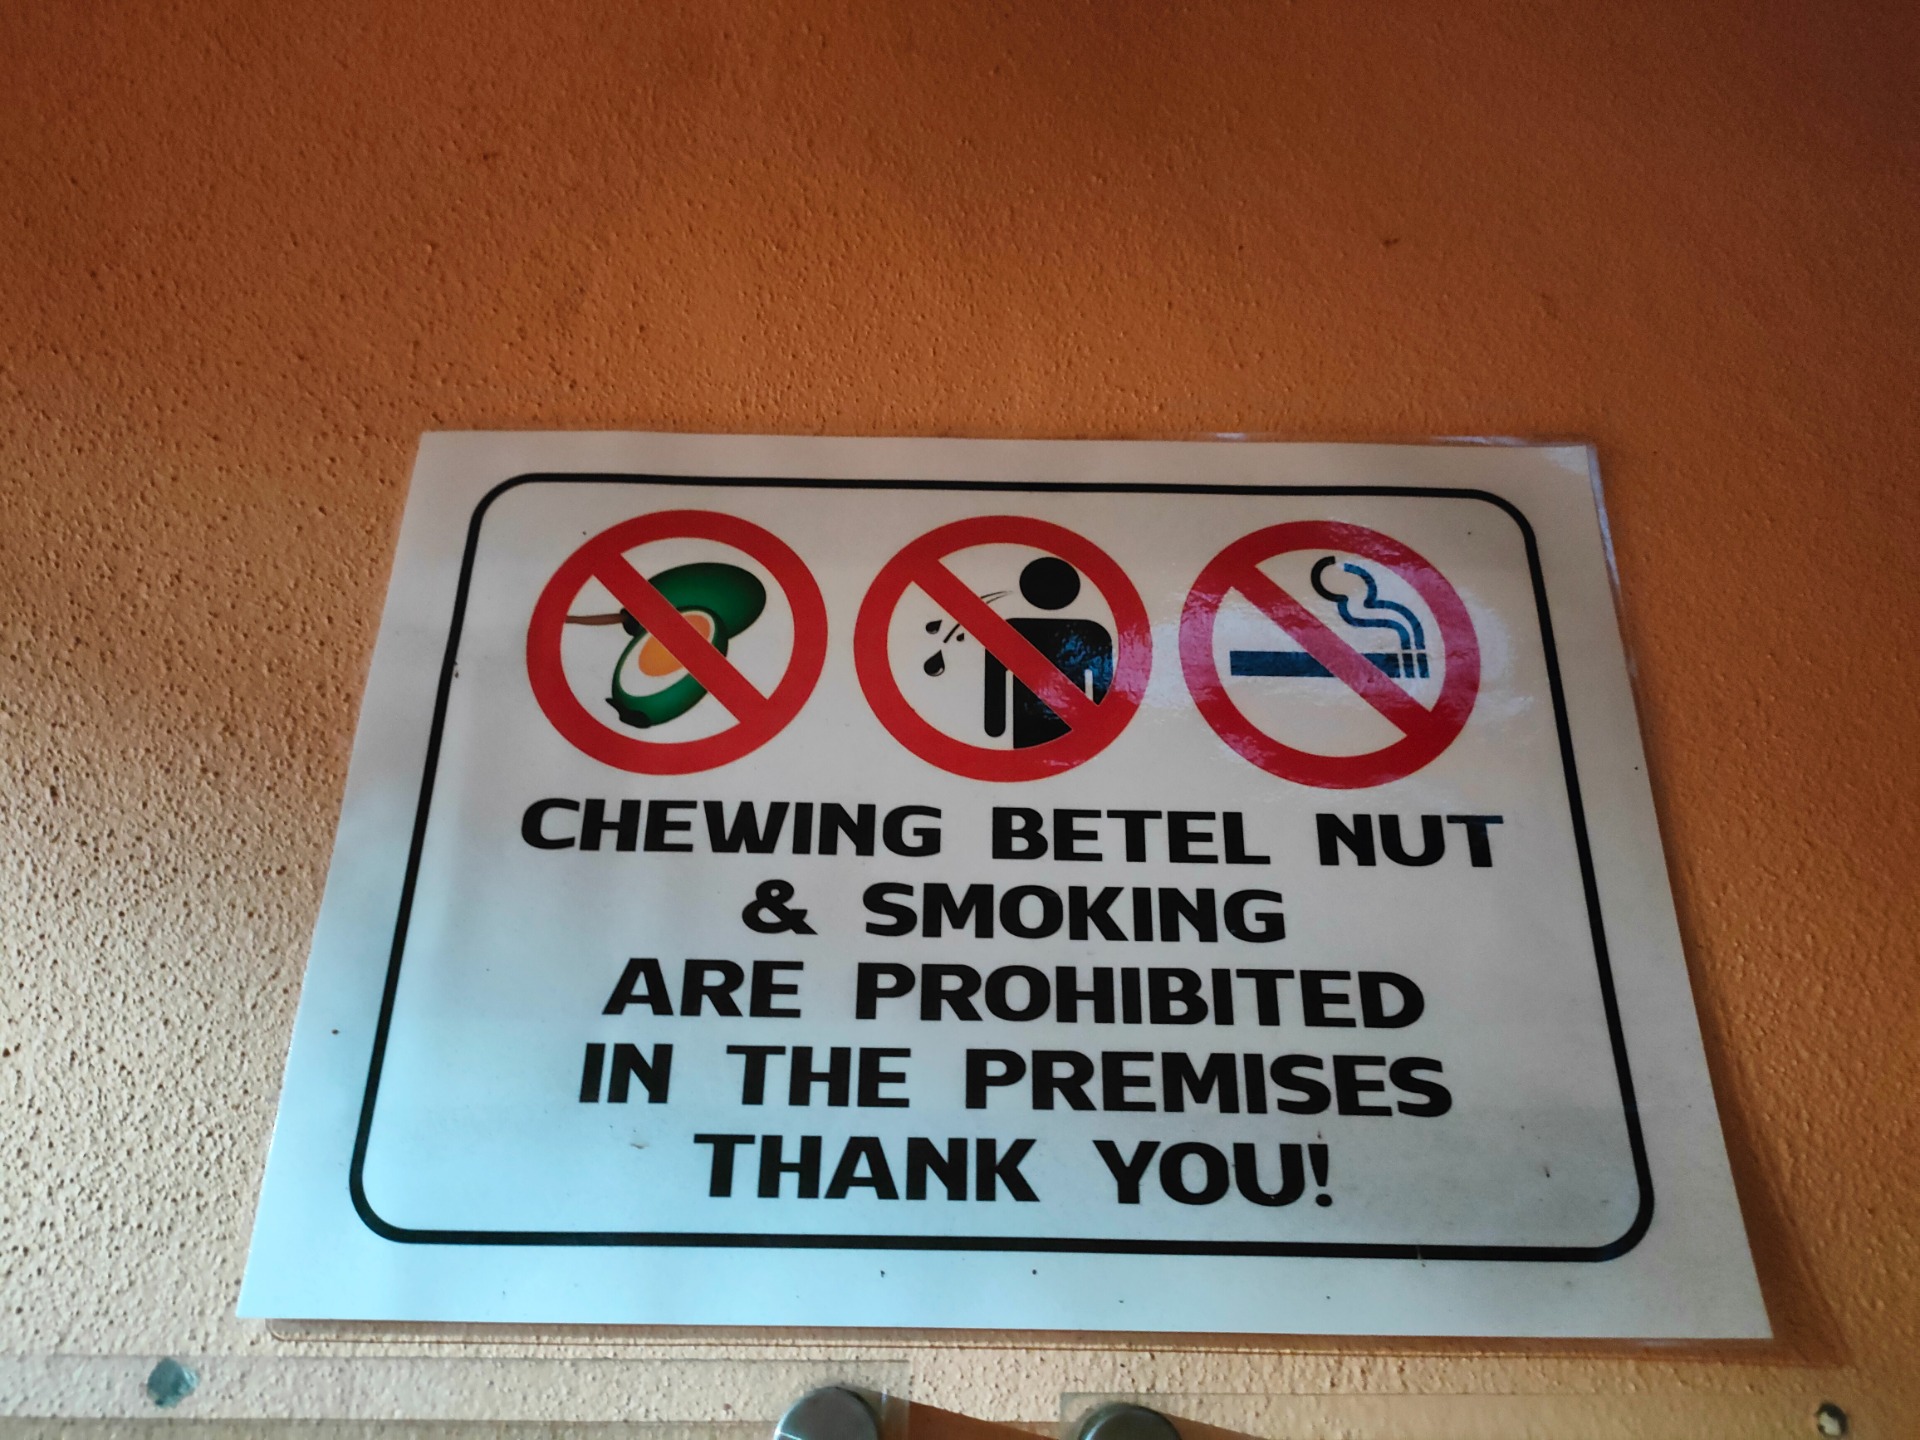 CHEWING BETEL NUT
& SMOKING
ARE PROHIBITED
IN THE PREMISES
THANK YOU!